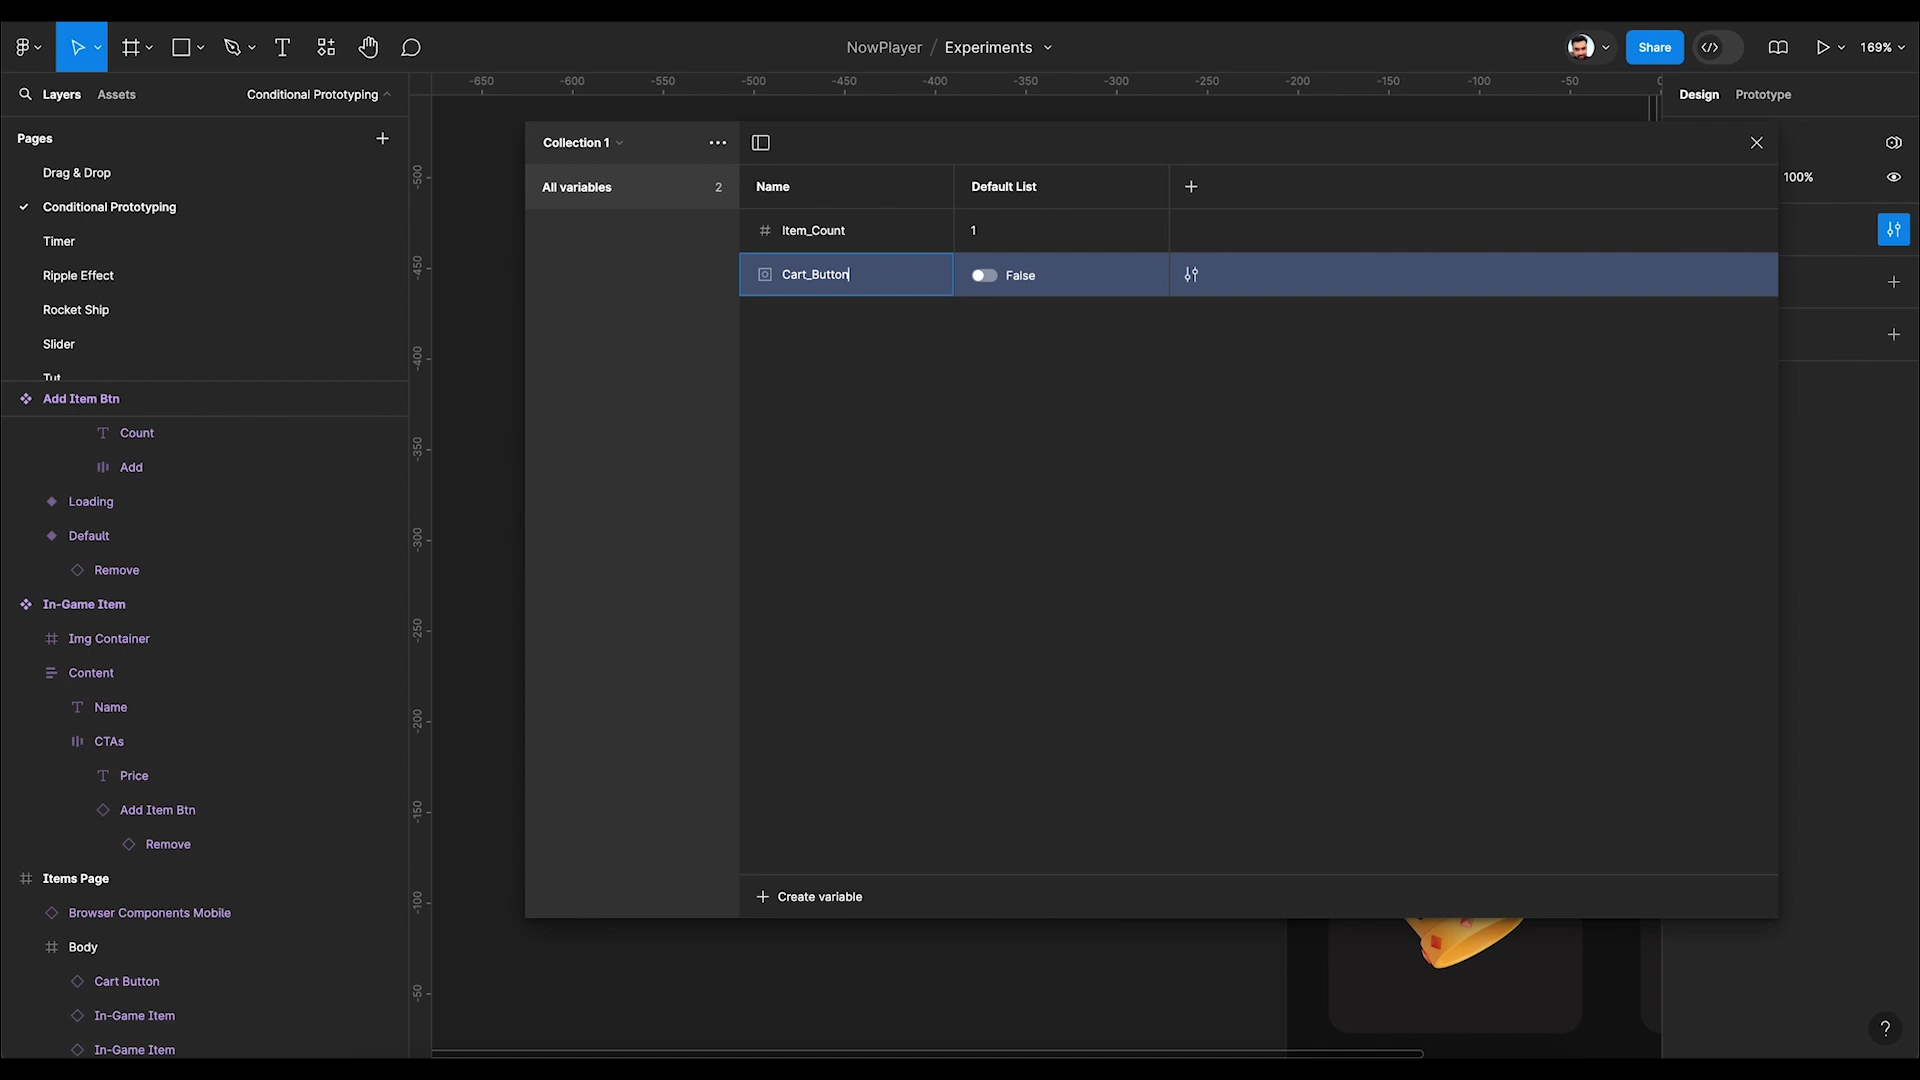 NowPlayer / Experiments
Share
169%
Layers
Assets
Conditional Prototyping
-650
-600
-550
-500
-450
-400
-350
-300
-250
-200
-150
-100
-50
Design
Prototype
Pages
Drag & Drop
Conditional Prototyping
Timer
Ripple Effect
Rocket Ship
Slider
Tut
Add Item Btn
Count
Add
Loading
Default
Remove
In-Game Item
Img Container
Content
Name
CTAs
Price
Add Item Btn
Remove
Items Page
Browser Components Mobile
Body
Cart Button
In-Game Item
In-Game Item
-500
-450
-400
-350
-300
-250
-200
-150
-100
-50
Collection 1
All variables 2
Name
Default List
Item_Count
1
Cart_Button
False
Create variable
100%
?